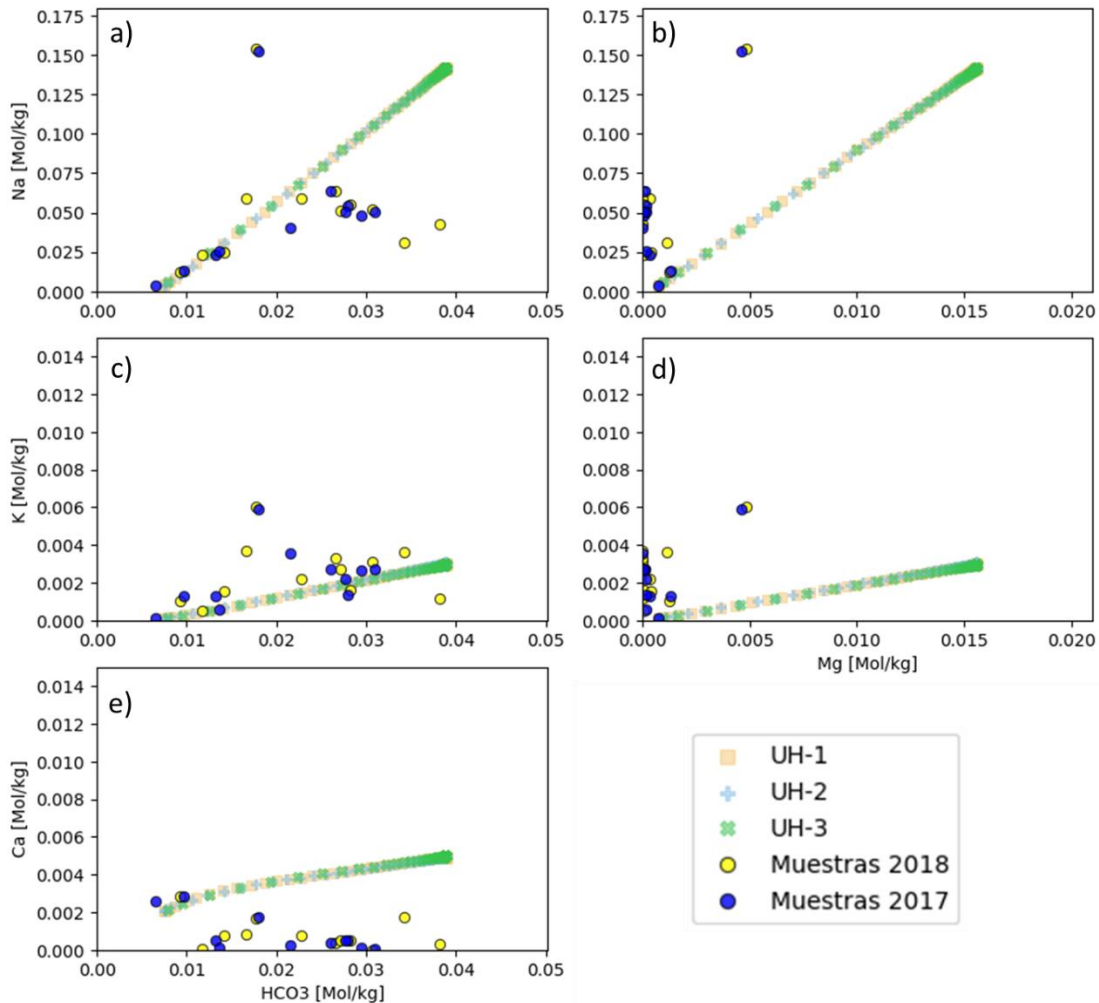 a)
0.175
0.150
0.125
0.100
0.075
0.050
0.025
0.000
Na [Mol/kg]
0.00 0.01 0.02 0.03 0.04 0.05
b)
0.175
0.150
0.125
0.100
0.075
0.050
0.025
0.000
0.000 0.005 0.010 0.015 0.020
c)
0.014
0.012
0.010
0.008
0.006
0.004
0.002
0.000
K [Mol/kg]
0.00 0.01 0.02 0.03 0.04 0.05
d)
0.014
0.012
0.010
0.008
0.006
0.004
0.002
0.000
0.000 0.005 0.010 0.015 0.020
Mg [Mol/kg]
e)
0.014
0.012
0.010
0.008
0.006
0.004
0.002
0.000
Ca [Mol/kg]
0.00 0.01 0.02 0.03 0.04 0.05
HCO3 [Mol/kg]
UH-1
UH-2
UH-3
Muestras 2018
Muestras 2017